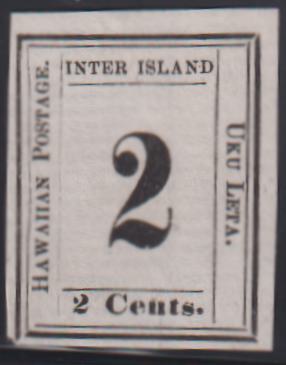 INTER ISLAND
HAWAIIAN POSTAGE.
2
UKU LETA.
2 Cents.